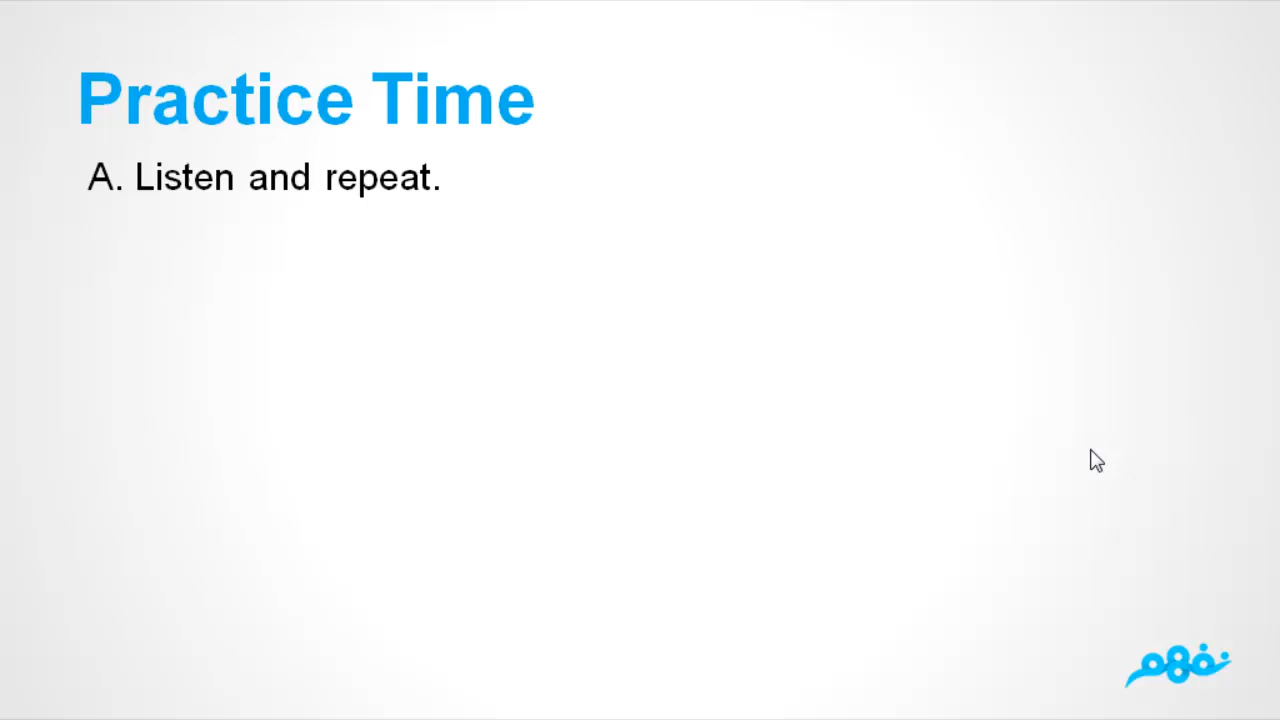 Practice Time
A. Listen and repeat.
نفهم